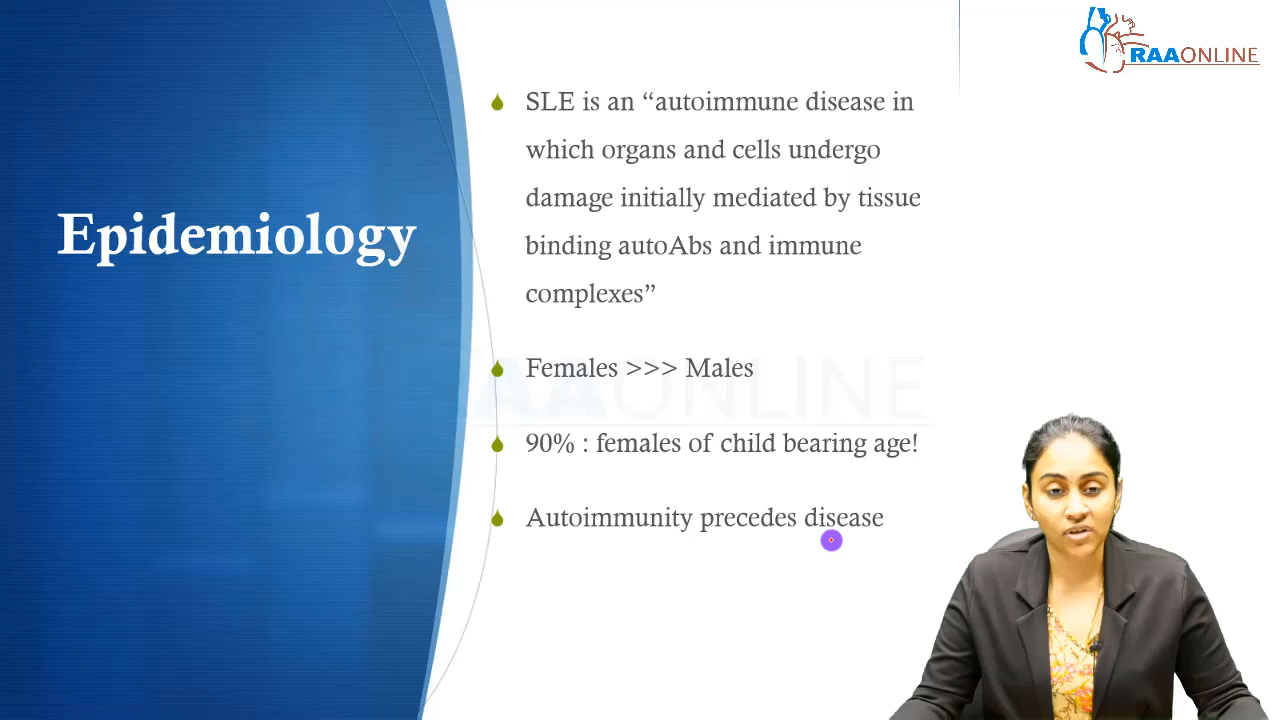 RAAONLINE
Epidemiology
SLE is an “autoimmune disease in
which organs and cells undergo
damage initially mediated by tissue
binding autoAbs and immune
complexes”
Females >>> Males
90% : females of child bearing age!
Autoimmunity precedes disease
RAAONLINE